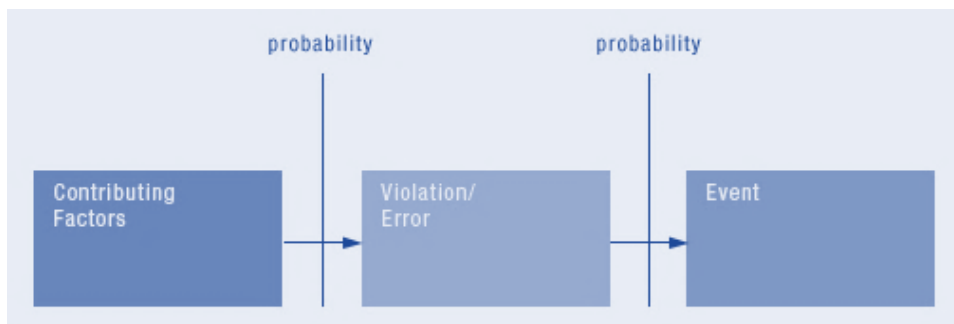 probability
probability
Contributing
Factors
Violation/
Error
Event